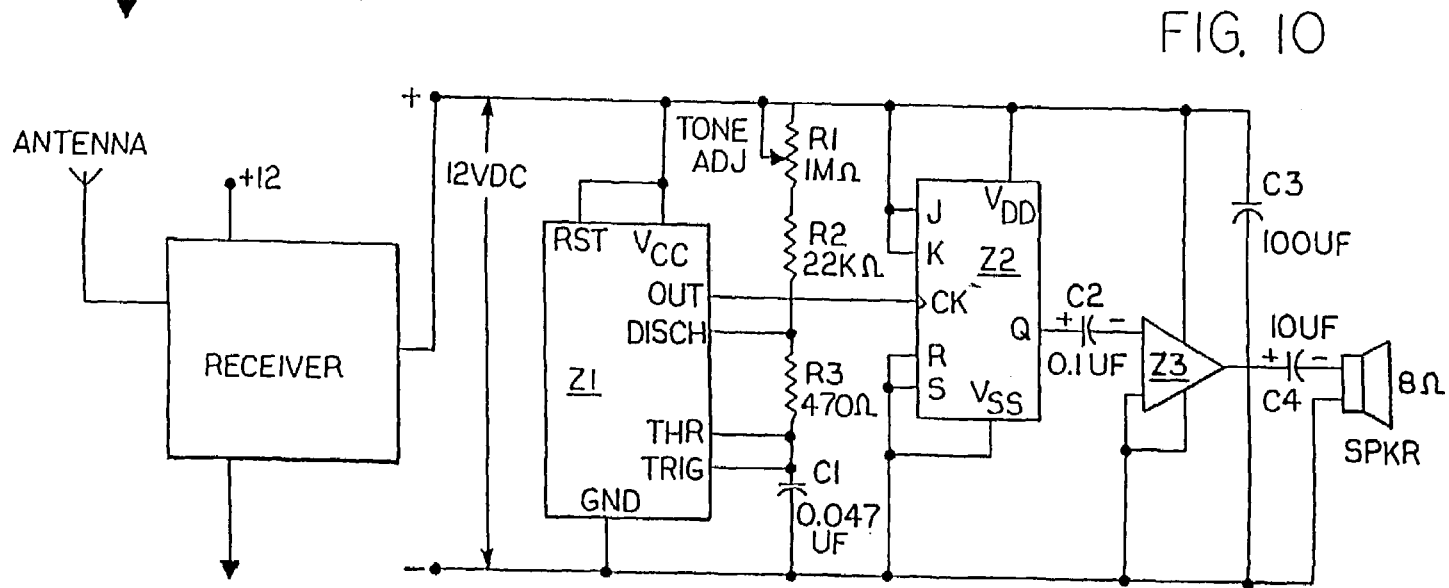 FIG. 10
ANTENNA
+12
RECEIVER
+
12VDC
-
TONE
ADJ
R1
1MΩ
R2
22KΩ
R3
470Ω
C1
0.047
UF
RST
VCC
OUT
DISCH
Z1
THR
TRIG
GND
J
VDD
K
Z2
CK
Q
R
S
VSS
C2
+ -
0.1UF
Z3
C3
100UF
10UF
+ -
C4
8Ω
SPKR